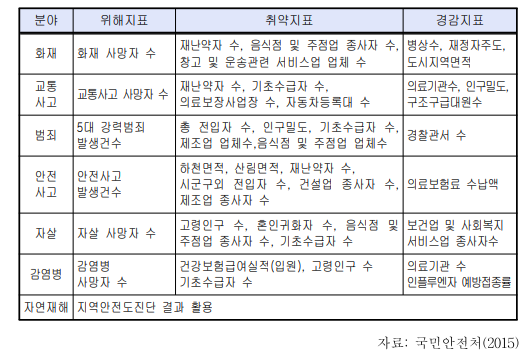 분야 위해지표 취약지표 경감지표
화재 화재 사망자 수 재난약자 수, 음식점 및 주점업 종사자 수, 창고 및 운송관련 서비스업 업체 수 병상수, 재정자주도, 도시지역면적
교통 사고 교통사고 사망자 수 재난약자 수, 기초수급자 수, 의료보장사업장 수, 자동차등록대 수 의료기관수, 인구밀도, 구조구급대원수
범죄 5대 강력범죄 발생건수 총 전입자 수, 인구밀도, 기초수급자 수, 제조업 업체수,음식점 및 주점업 업체수 경찰관서 수
안전 사고 안전사고 발생건수 하천면적, 산림면적, 재난약자 수, 시군구외 전입자 수, 건설업 종사자 수, 제조업 종사자 수 의료보험료 수납액
자살 자살 사망자 수 고령인구 수, 혼인귀화자 수, 음식점 및 주점업 종사자 수, 기초수급자 수 보건업 및 사회복지 서비스업 종사자수
감염병 감염병 사망자 수 건강보험급여실적(입원), 고령인구 수 기초수급자 수 의료기관 수 인플루엔자 예방접종률
자연재해 지역안전도진단 결과 활용
자료: 국민안전처(2015)